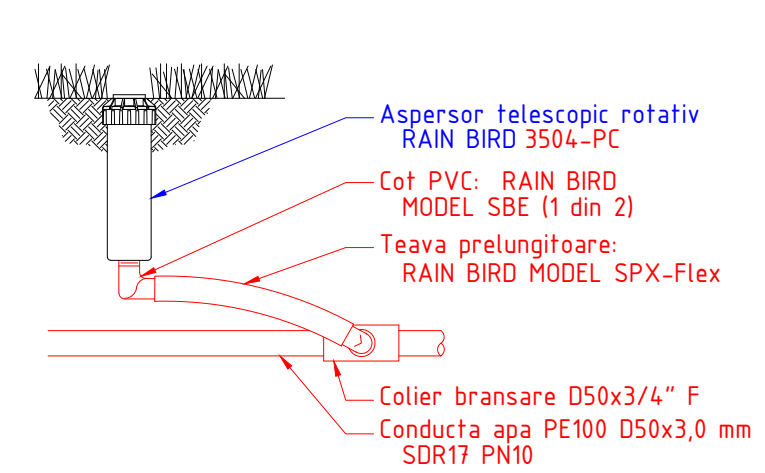 Aspersor telescopic rotativ
RAIN BIRD 3504-PC
Cot PVC: RAIN BIRD
MODEL SBE (1 din 2)
Teava prelungitoare:
RAIN BIRD MODEL SPX-Flex
Colier bransare D50x3/4" F
Conducta apa PE100 D50x3,0 mm
SDR17 PN10